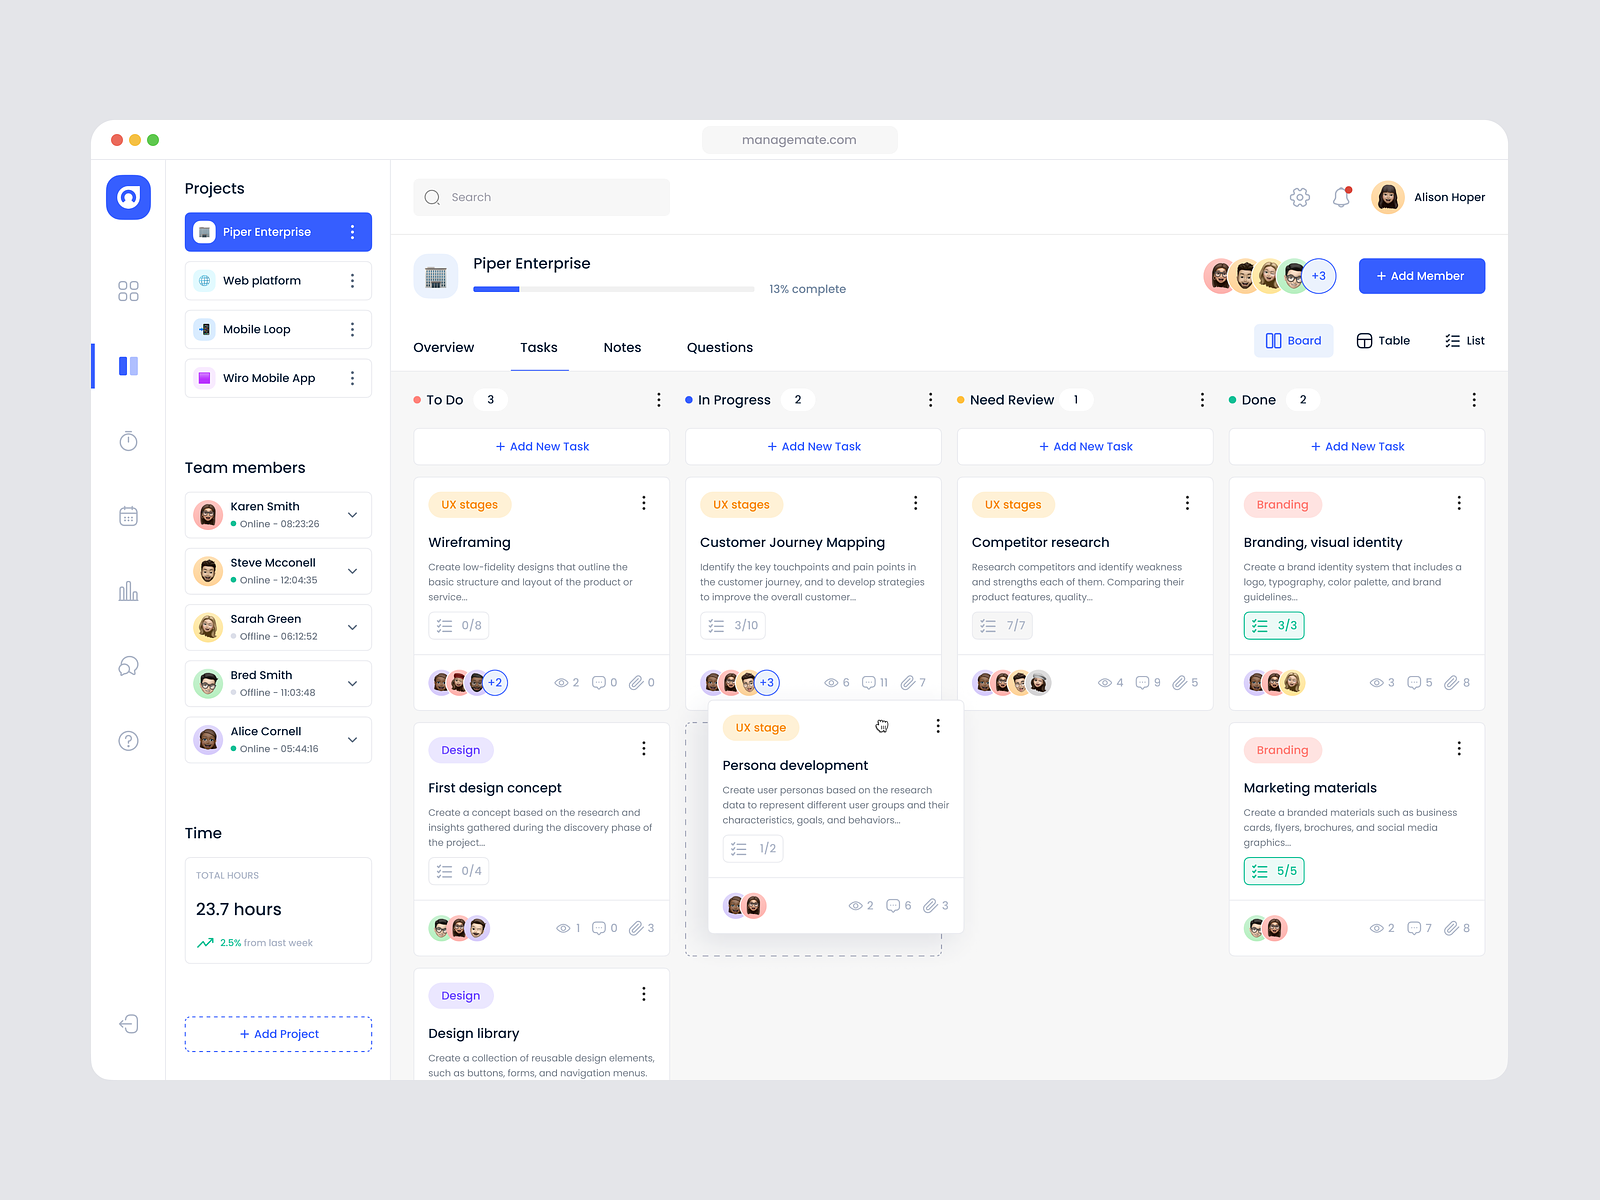 managemate.com
Projects
Piper Enterprise
Web platform
Mobile Loop
Wiro Mobile App
Team members
Karen Smith
Online - 08:23:26
Steve Mcconell
Online - 12:04:35
Sarah Green
Offline - 06:12:52
Bred Smith
Offline - 11:03:48
Alice Cornell
Online - 05:44:16
Time
TOTAL HOURS
23.7 hours
2.5% from last week
+ Add Project
Search
Alison Hoper
Piper Enterprise
13% complete
+3
+ Add Member
Overview
Tasks
Notes
Questions
Board
Table
List
To Do 3
+ Add New Task
UX stages
Wireframing
Create low-fidelity designs that outline the
basic structure and layout of the product or
service...
0/8
+2
2 0 0
Design
First design concept
Create a concept based on the research and
insights gathered during the discovery phase of
the project...
0/4
1 0 3
Design
Design library
Create a collection of reusable design elements,
such as buttons, forms, and navigation menus.
In Progress 2
+ Add New Task
UX stages
Customer Journey Mapping
Identify the key touchpoints and pain points in
the customer journey, and to develop strategies
to improve the overall customer...
3/10
+3
6 11 7
UX stage
Persona development
Create user personas based on the research
data to represent different user groups and their
characteristics, goals, and behaviors...
1/2
2 6 3
Need Review 1
+ Add New Task
UX stages
Competitor research
Research competitors and identify weakness
and strengths each of them. Comparing their
product features, quality...
7/7
4 9 5
Done 2
+ Add New Task
Branding
Branding, visual identity
Create a brand identity system that includes a
logo, typography, color palette, and brand
guidelines...
3/3
3 5 8
Branding
Marketing materials
Create a branded materials such as business
cards, flyers, brochures, and social media
graphics...
5/5
2 7 8